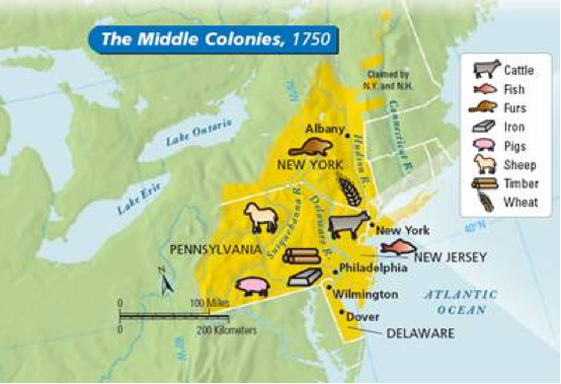 The Middle Colonies, 1750
Claimed by
N.Y. and N.H.
Cattle
Fish
Furs
Iron
Pigs
Sheep
Timber
Wheat
75°W
Connecticut R.
Lake Ontario
Albany
Hudson R.
NEW YORK
Lake Erie
Susquehanna R.
Delaware R.
40°N
New York
PENNSYLVANIA
NEW JERSEY
Philadelphia
N
Wilmington
ATLANTIC
OCEAN
0 100 Miles
0 200 Kilometers
Dover
DELAWARE
80°W